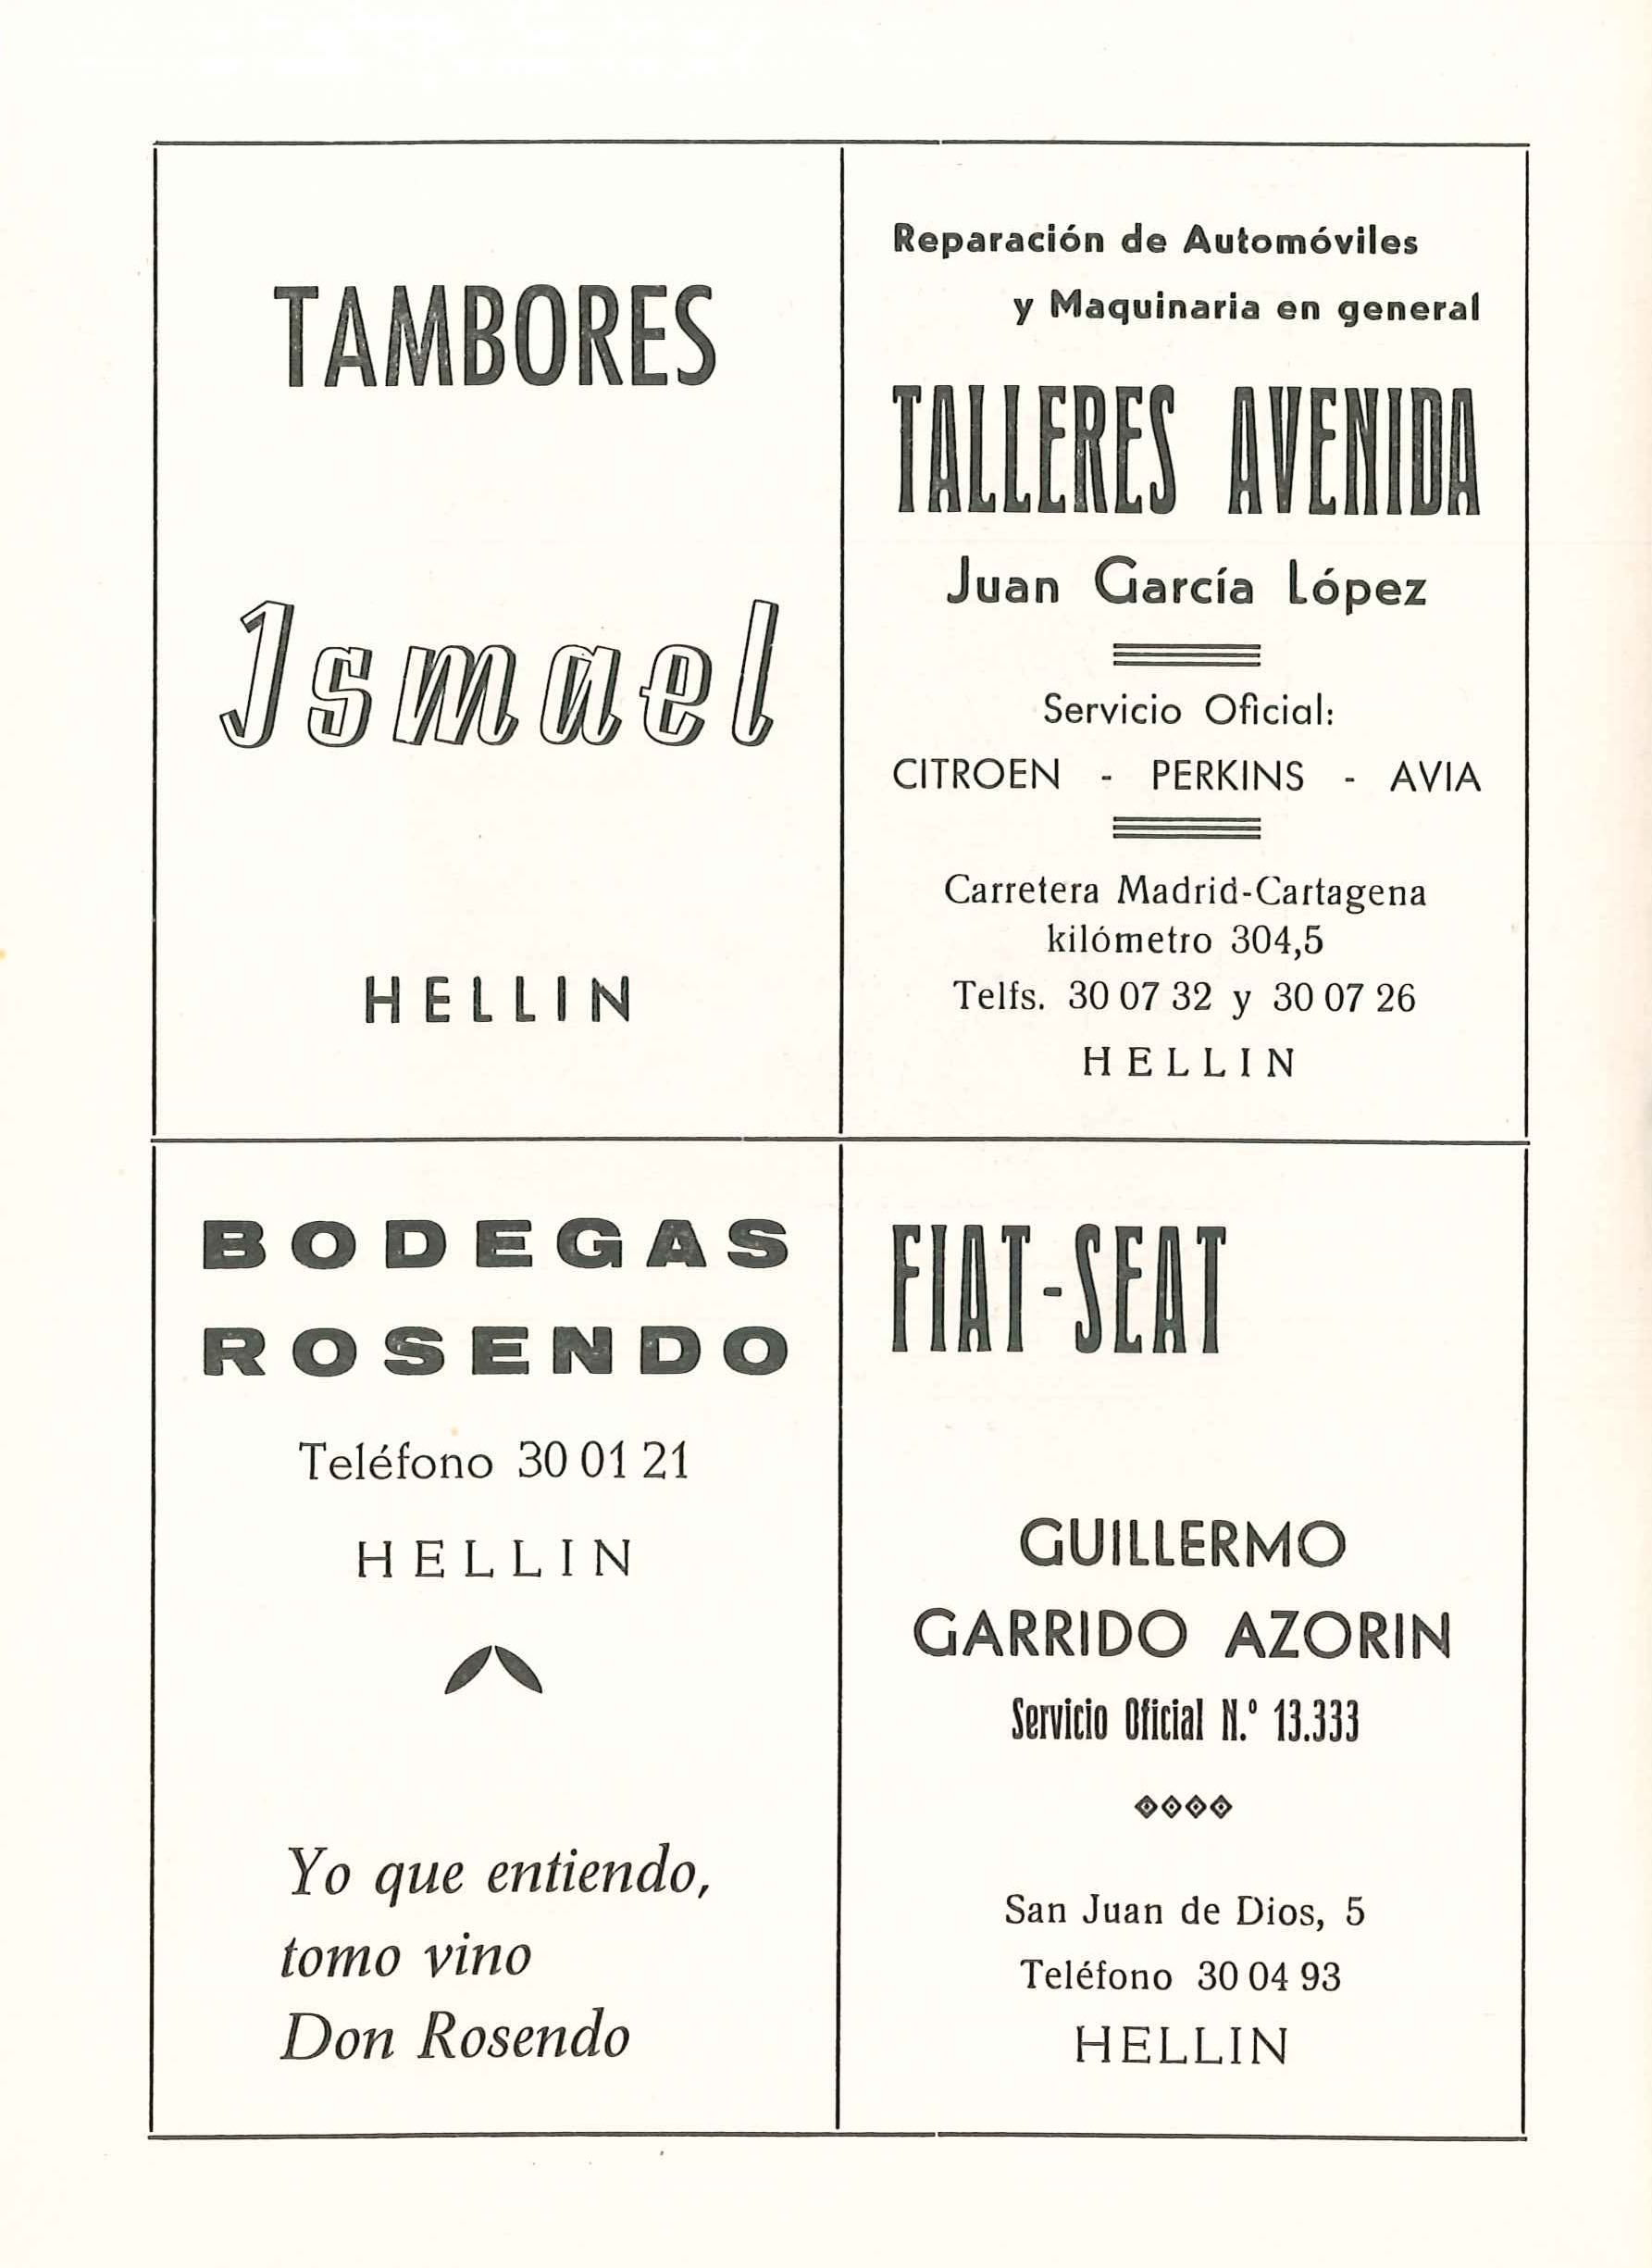 TAMBORES
Ismael
HELLIN
Reparación de Automóviles
y Maquinaria en general
TALLERES AVENIDA
Juan García López
Servicio Oficial:
CITROEN - PERKINS - AVIA
Carretera Madrid-Cartagena
kilómetro 304,5
Telfs. 30 07 32 y 30 07 26
HELLIN
BODEGAS
ROSENDO
Teléfono 30 01 21
HELLIN
Yo que entiendo,
tomo vino
Don Rosendo
FIAT-SEAT
GUILLERMO
GARRIDO AZORIN
Servicio Oficial N.º 13.333
San Juan de Dios, 5
Teléfono 30 04 93
HELLIN